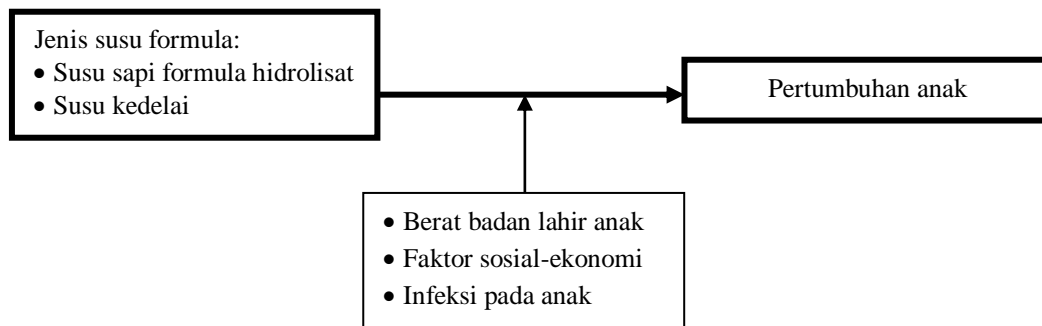 Jenis susu formula:
• Susu sapi formula hidrolisat
• Susu kedelai
Pertumbuhan anak
• Berat badan lahir anak
• Faktor sosial-ekonomi
• Infeksi pada anak